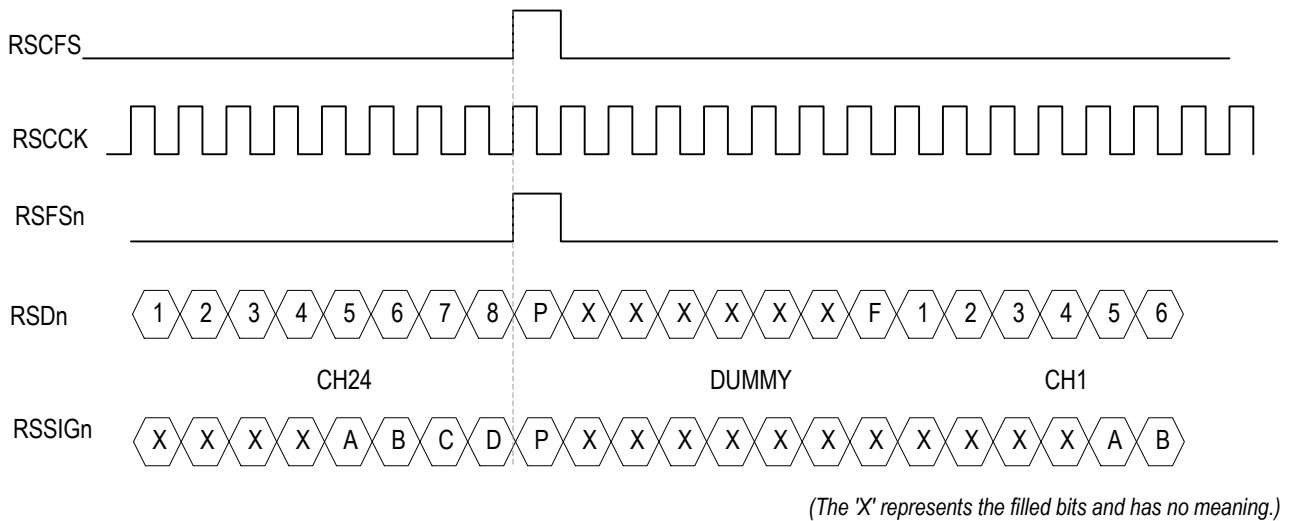 RSCFS
RSCCK
RSFSn
RSDn 1 2 3 4 5 6 7 8 P X X X X X X F 1 2 3 4 5 6
CH24 DUMMY CH1
RSSIGn X X X X A B C D P X X X X X X X X X X X A B
(The 'X' represents the filled bits and has no meaning.)